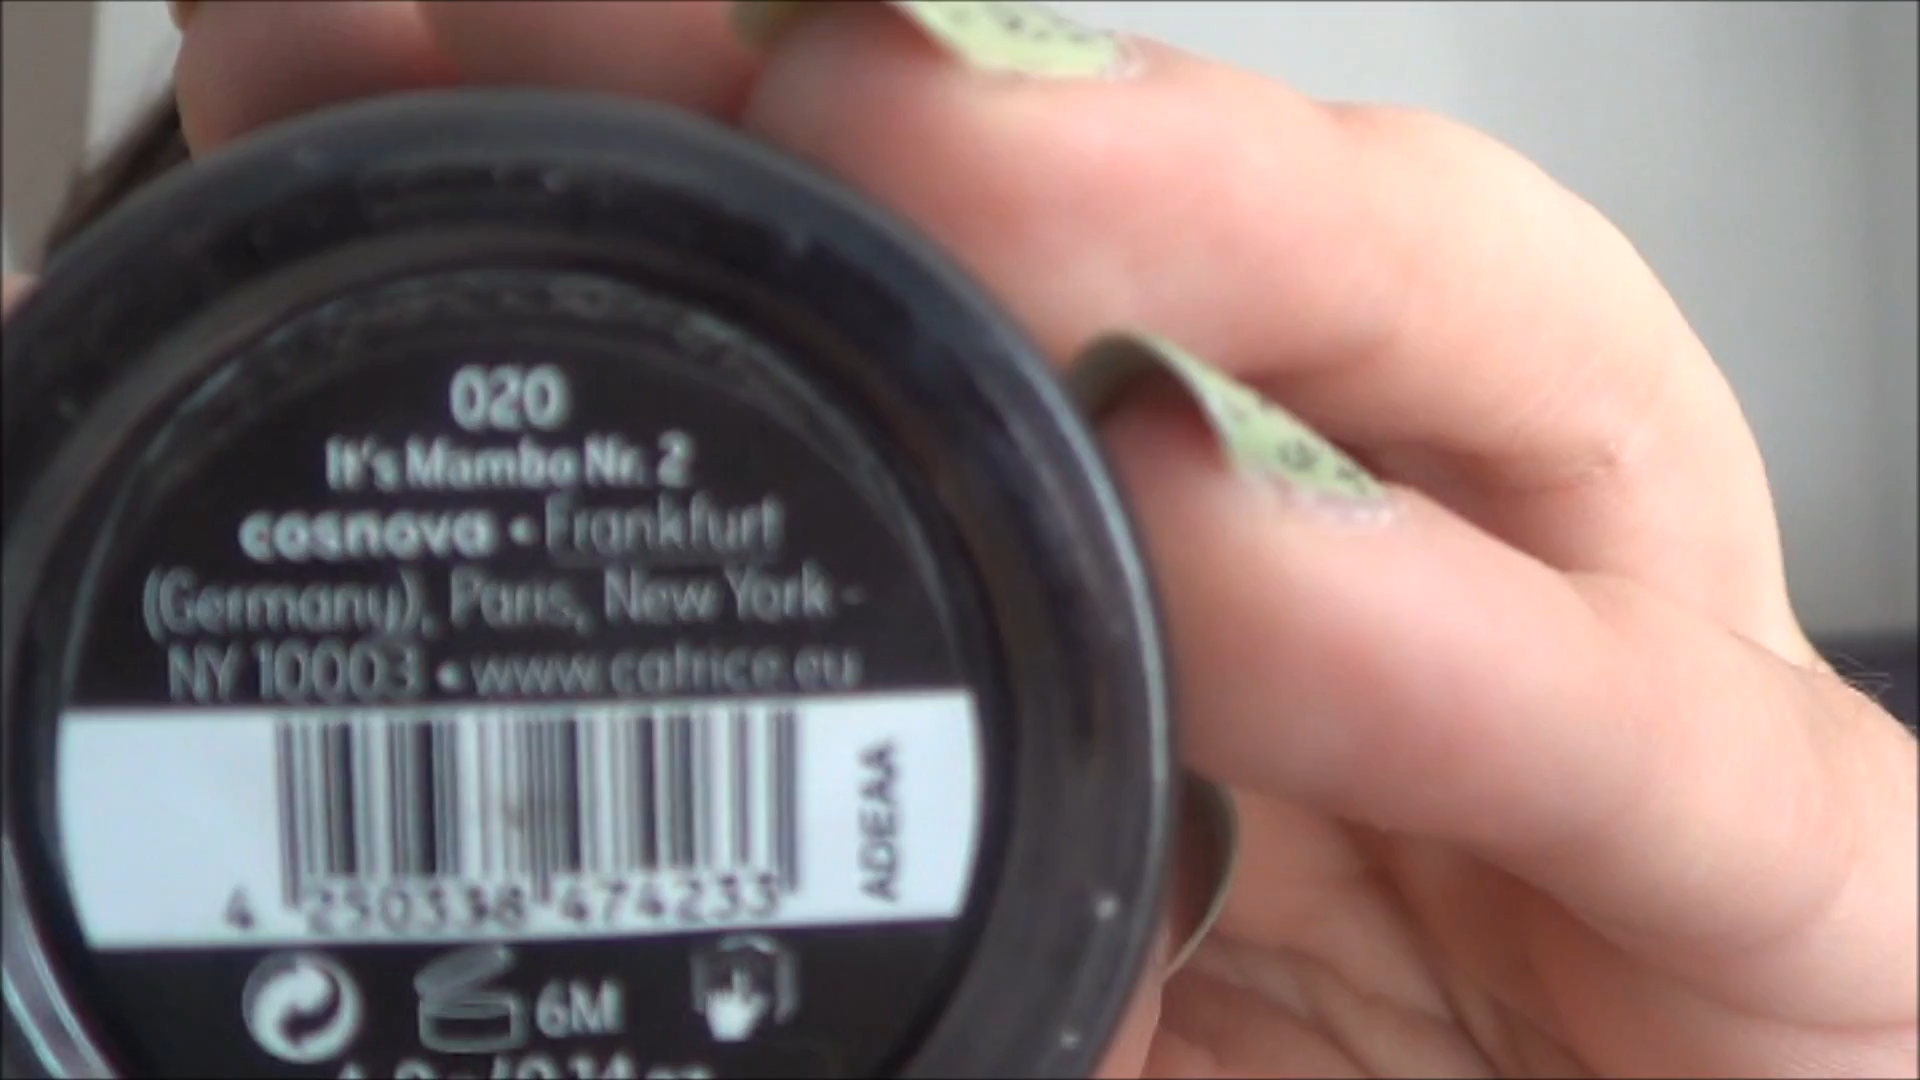 020
It's Mambo Nr. 2
cosnova • Frankfurt
(Germany), Paris, New York -
NY 10003 • www.catrice.eu
ADEAA
4 250338 474233
6M